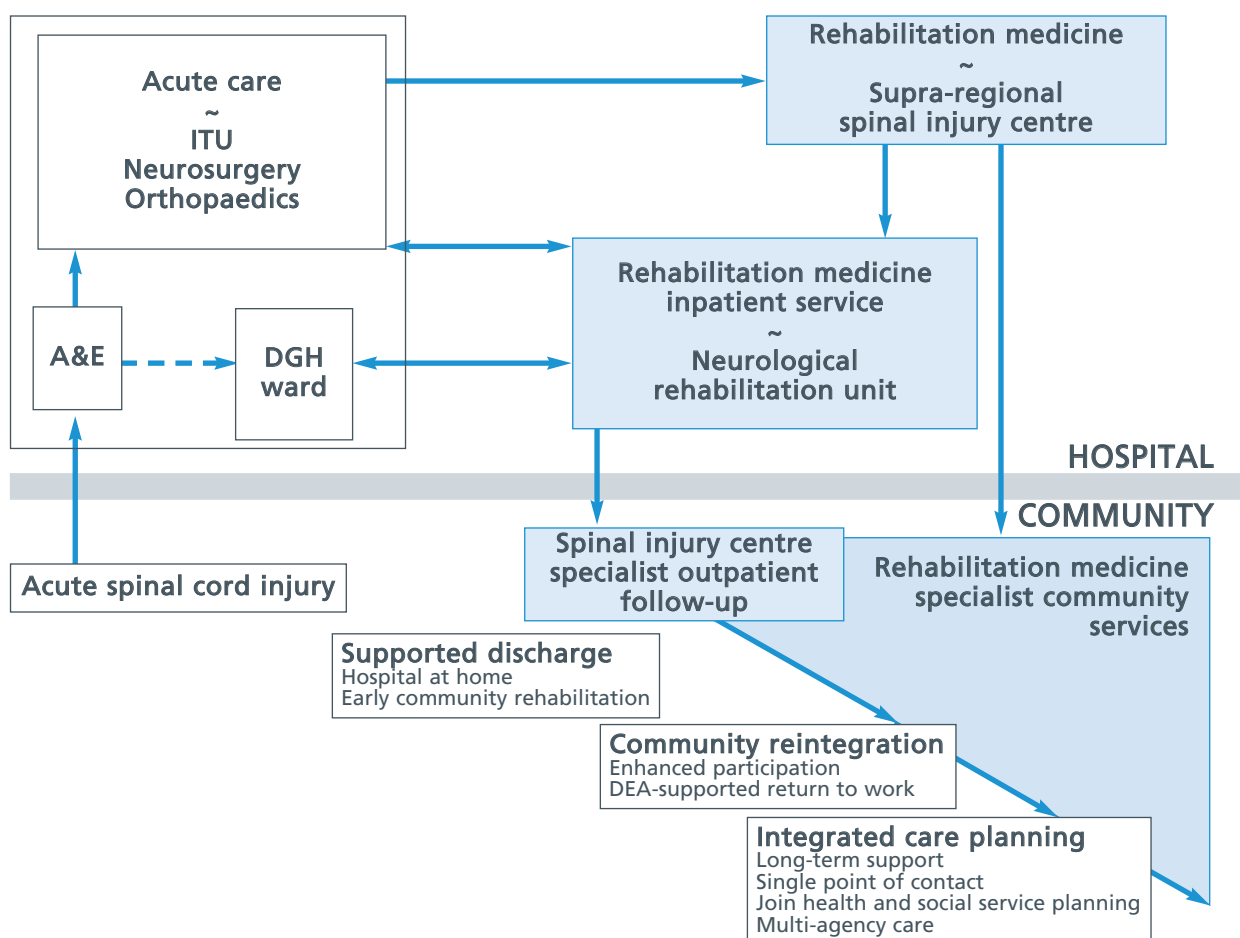 Acute care
~
ITU
Neurosurgery
Orthopaedics
Rehabilitation medicine
~
Supra-regional
spinal injury centre
Rehabilitation medicine
inpatient service
~
Neurological
rehabilitation unit
A&E
DGH
ward
HOSPITAL
COMMUNITY
Acute spinal cord injury
Spinal injury centre
specialist outpatient
follow-up
Rehabilitation medicine
specialist community
services
Supported discharge
Hospital at home
Early community rehabilitation
Community reintegration
Enhanced participation
DEA-supported return to work
Integrated care planning
Long-term support
Single point of contact
Join health and social service planning
Multi-agency care